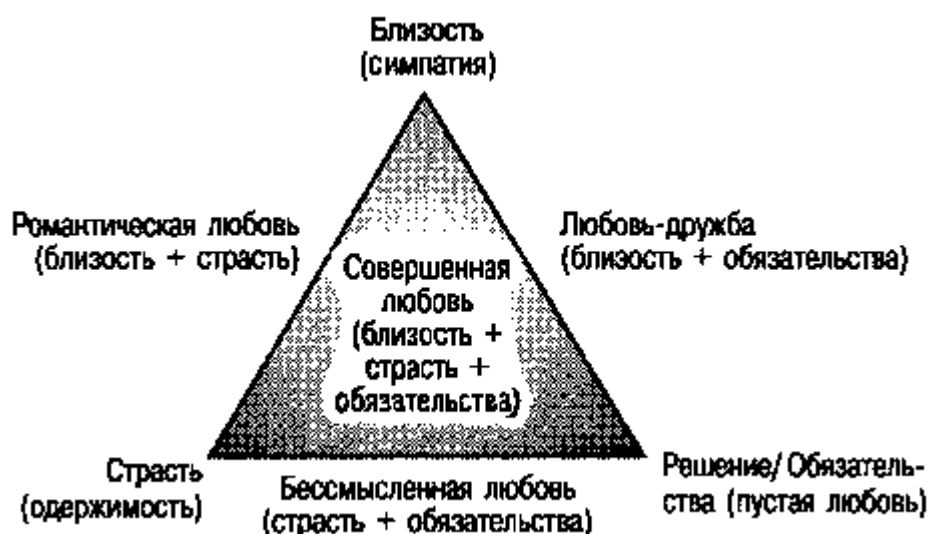 Близость
(симпатия)
Романтическая любовь
(близость + страсть)
Любовь-дружба
(близость + обязательства)
Совершенная
любовь
(близость +
страсть +
обязательства)
Страсть
(одержимость)
Бессмысленная любовь
(страсть + обязательства)
Решение/ Обязатель-
ства (пустая любовь)